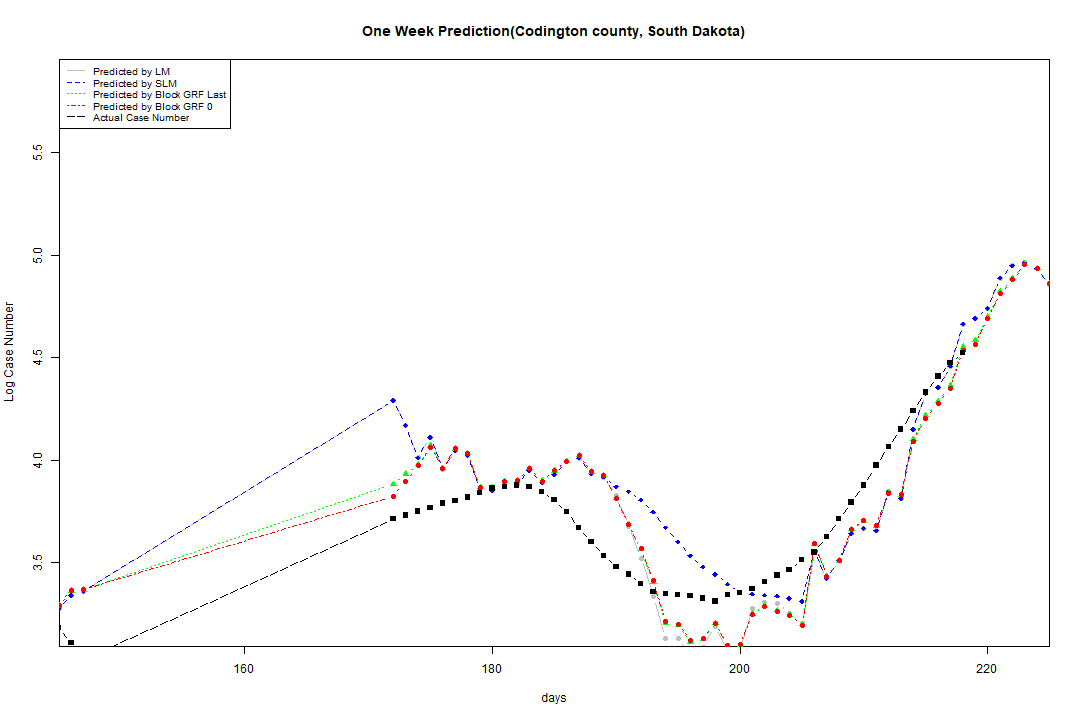 One Week Prediction(Codington county, South Dakota)
Predicted by LM
Predicted by SLM
Predicted by Block GRF Last
Predicted by Block GRF 0
Actual Case Number
Log Case Number
5.5
5.0
4.5
4.0
3.5
160 180 200 220
days